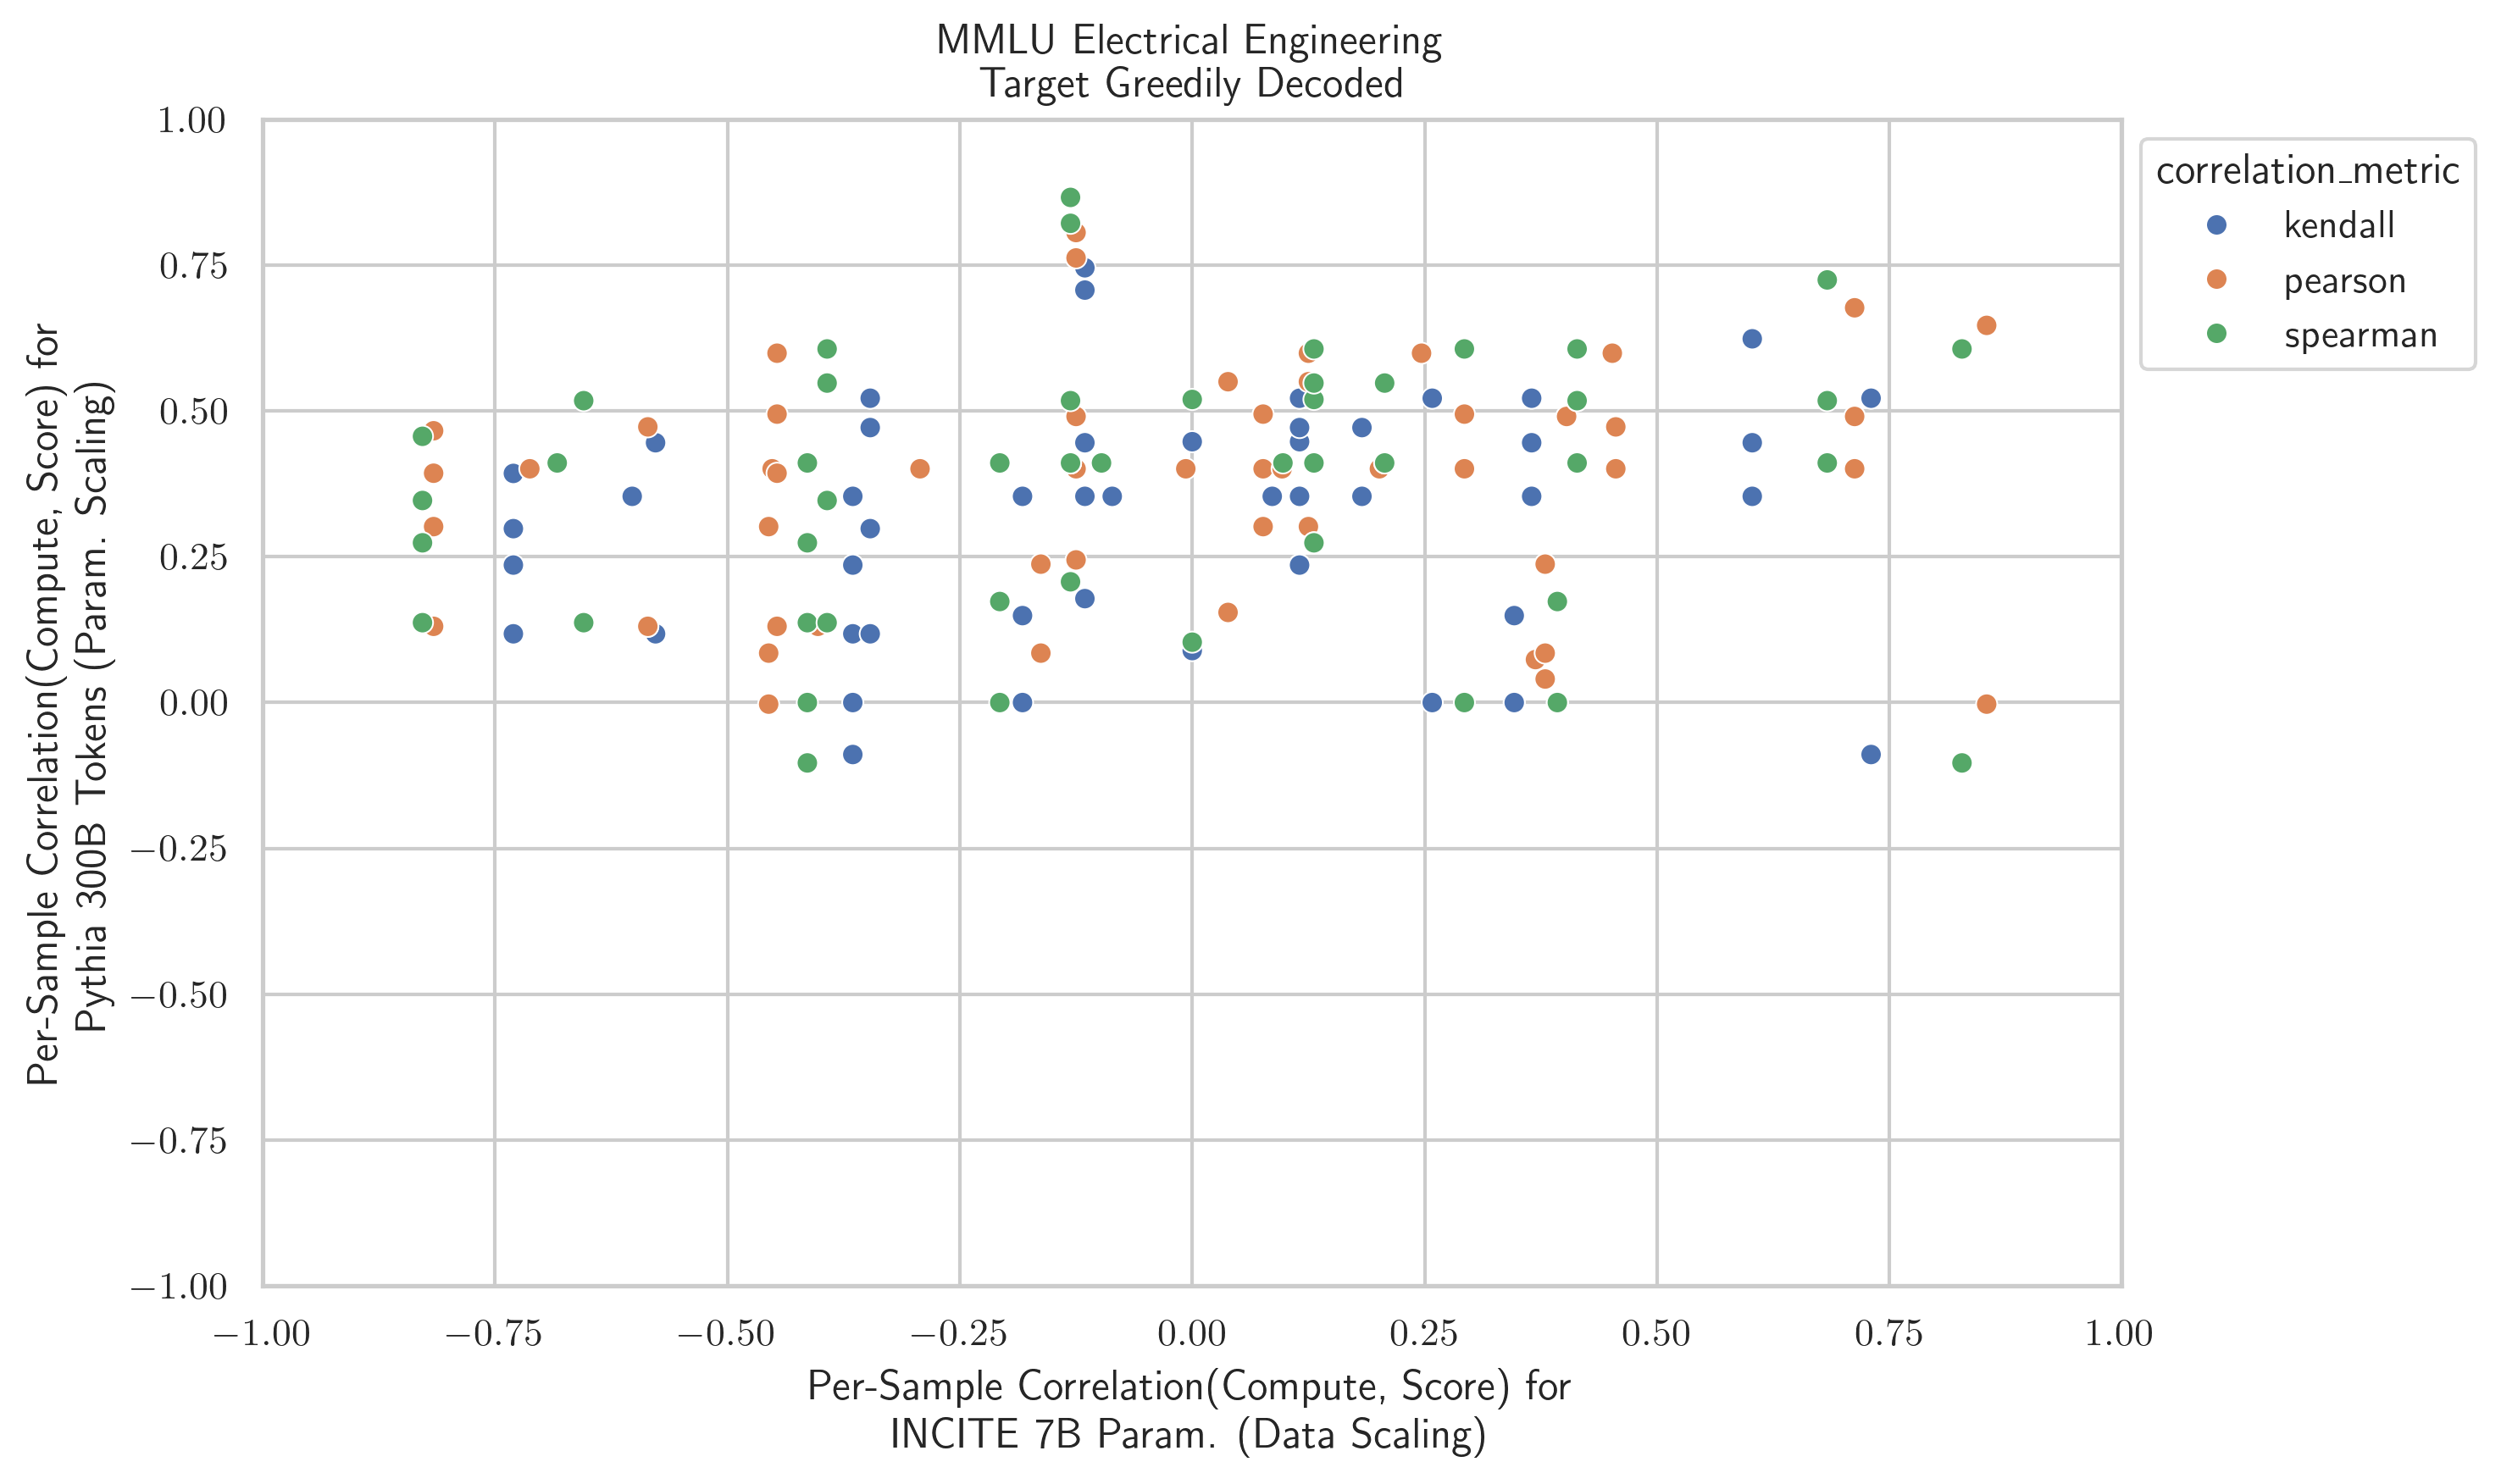 MMLU Electrical Engineering
Target Greedily Decoded
Per-Sample Correlation(Compute, Score) for
Pythia 300B Tokens (Param. Scaling)
1.00
0.75
0.50
0.25
0.00
−0.25
−0.50
−0.75
−1.00
−1.00 −0.75 −0.50 −0.25 0.00 0.25 0.50 0.75 1.00
Per-Sample Correlation(Compute, Score) for
INCITE 7B Param. (Data Scaling)
correlation_metric
kendall
pearson
spearman